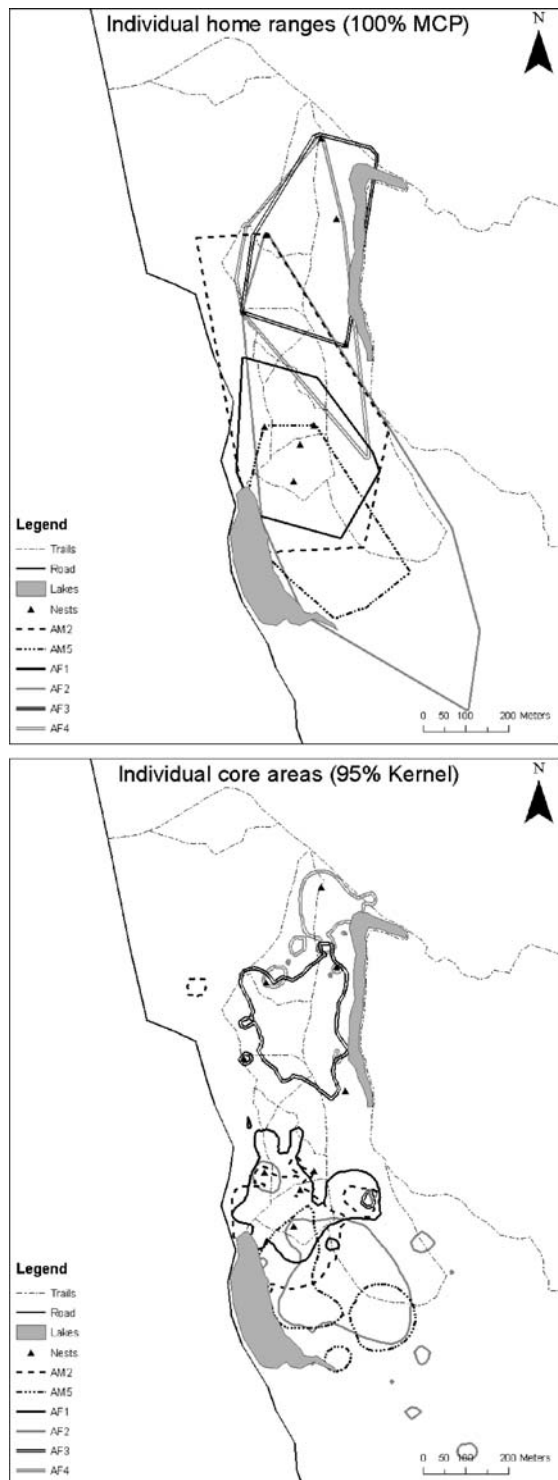 Individual home ranges (100% MCP)
N
Legend
Trails
Road
Lakes
Nests
AM2
AM5
AF1
AF2
AF3
AF4
0 50 100 200 Meters
Individual core areas (95% Kernel)
N
Legend
Trails
Road
Lakes
Nests
AM2
AM5
AF1
AF2
AF3
AF4
0 50 100 200 Meters